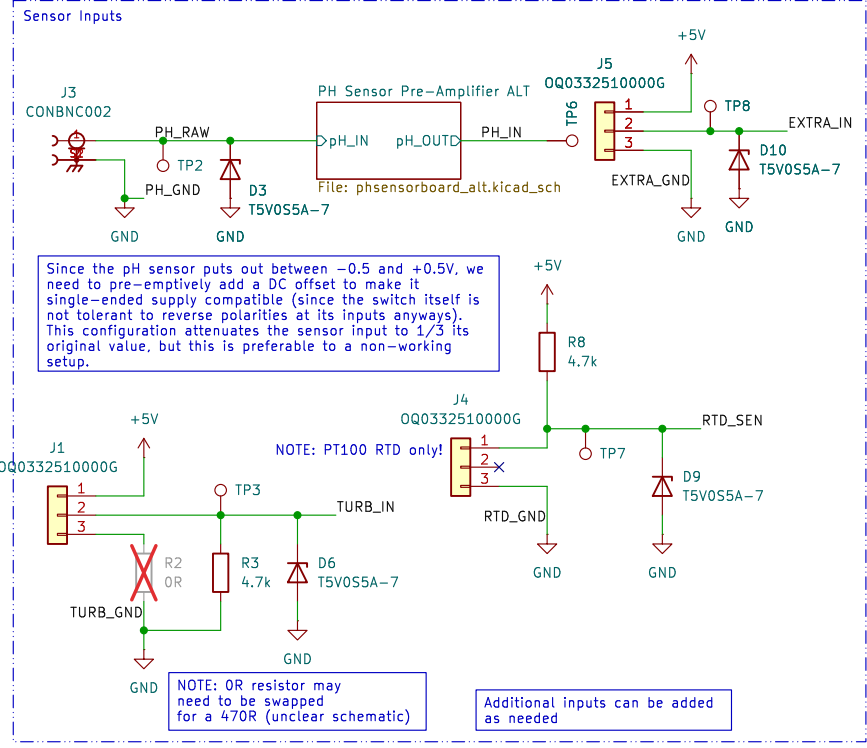 Sensor Inputs
J3
CONBNC002
1
PH_RAW
TP2
PH_GND
GND
D3
T5V0S5A-7
GND
PH Sensor Pre-Amplifier ALT
pH_IN
pH_OUT
File: phsensorboard_alt.kicad_sch
PH_IN
TP6
J5
OQ0332510000G
1
2
3
+5V
TP8
EXTRA_IN
D10
T5V0S5A-7
EXTRA_GND
GND
GND
Since the pH sensor puts out between -0.5 and +0.5V, we
need to pre-emptively add a DC offset to make it
single-ended supply compatible (since the switch itself is
not tolerant to reverse polarities at its inputs anyways).
This configuration attenuates the sensor input to 1/3 its
original value, but this is preferable to a non-working
setup.
+5V
R8
4.7k
J4
OQ0332510000G
NOTE: PT100 RTD only!
1
2
3
RTD_SEN
TP7
D9
T5V0S5A-7
RTD_GND
GND
GND
+5V
J1
OQ0332510000G
1
2
3
TP3
TURB_IN
R2
0R
R3
4.7k
D6
T5V0S5A-7
TURB_GND
GND
GND
NOTE: 0R resistor may
need to be swapped
for a 470R (unclear schematic)
Additional inputs can be added
as needed